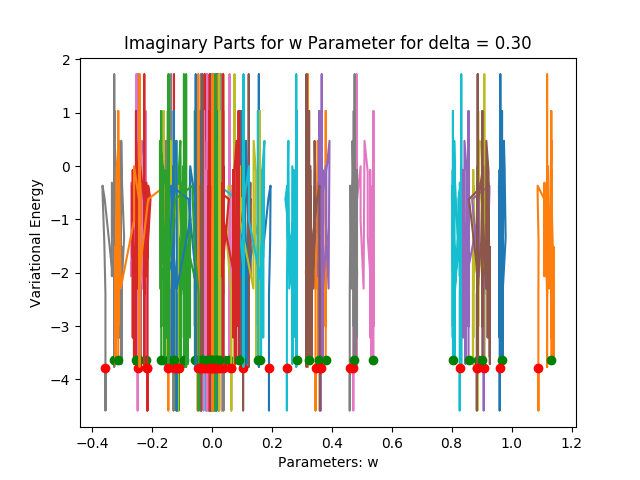 Imaginary Parts for w Parameter for delta = 0.30
2
1
0
−1
−2
−3
−4
Variational Energy
−0.4 −0.2 0.0 0.2 0.4 0.6 0.8 1.0 1.2
Parameters: w